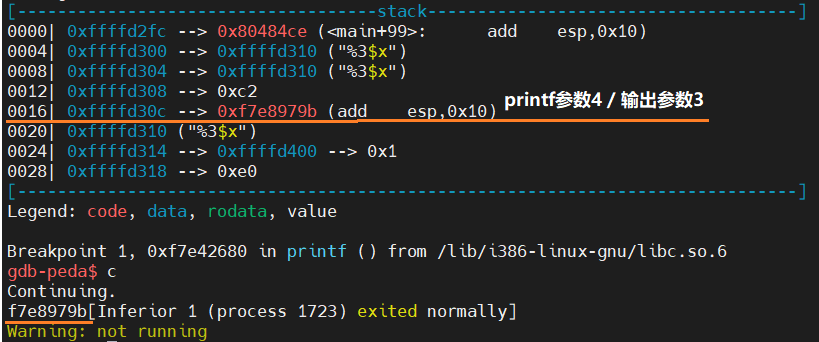 [------------------------------------stack-------------------------------------]
0000| 0xffffd2fc --> 0x80484ce (<main+99>:	add    esp,0x10)
0004| 0xffffd300 --> 0xffffd310 ("%3$x")
0008| 0xffffd304 --> 0xffffd310 ("%3$x")
0012| 0xffffd308 --> 0xc2
0016| 0xffffd30c --> 0xf7e8979b (add    esp,0x10) printf参数4 / 输出参数3
0020| 0xffffd310 ("%3$x")
0024| 0xffffd314 --> 0xffffd400 --> 0x1
0028| 0xffffd318 --> 0xe0
[------------------------------------------------------------------------------]
Legend: code, data, rodata, value
Breakpoint 1, 0xf7e42680 in printf () from /lib/i386-linux-gnu/libc.so.6
gdb-peda$ c
Continuing.
f7e8979b[Inferior 1 (process 1723) exited normally]
Warning: not running